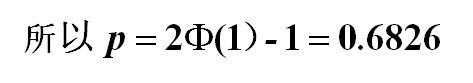 所以 p = 2Φ(1) - 1 = 0.6826